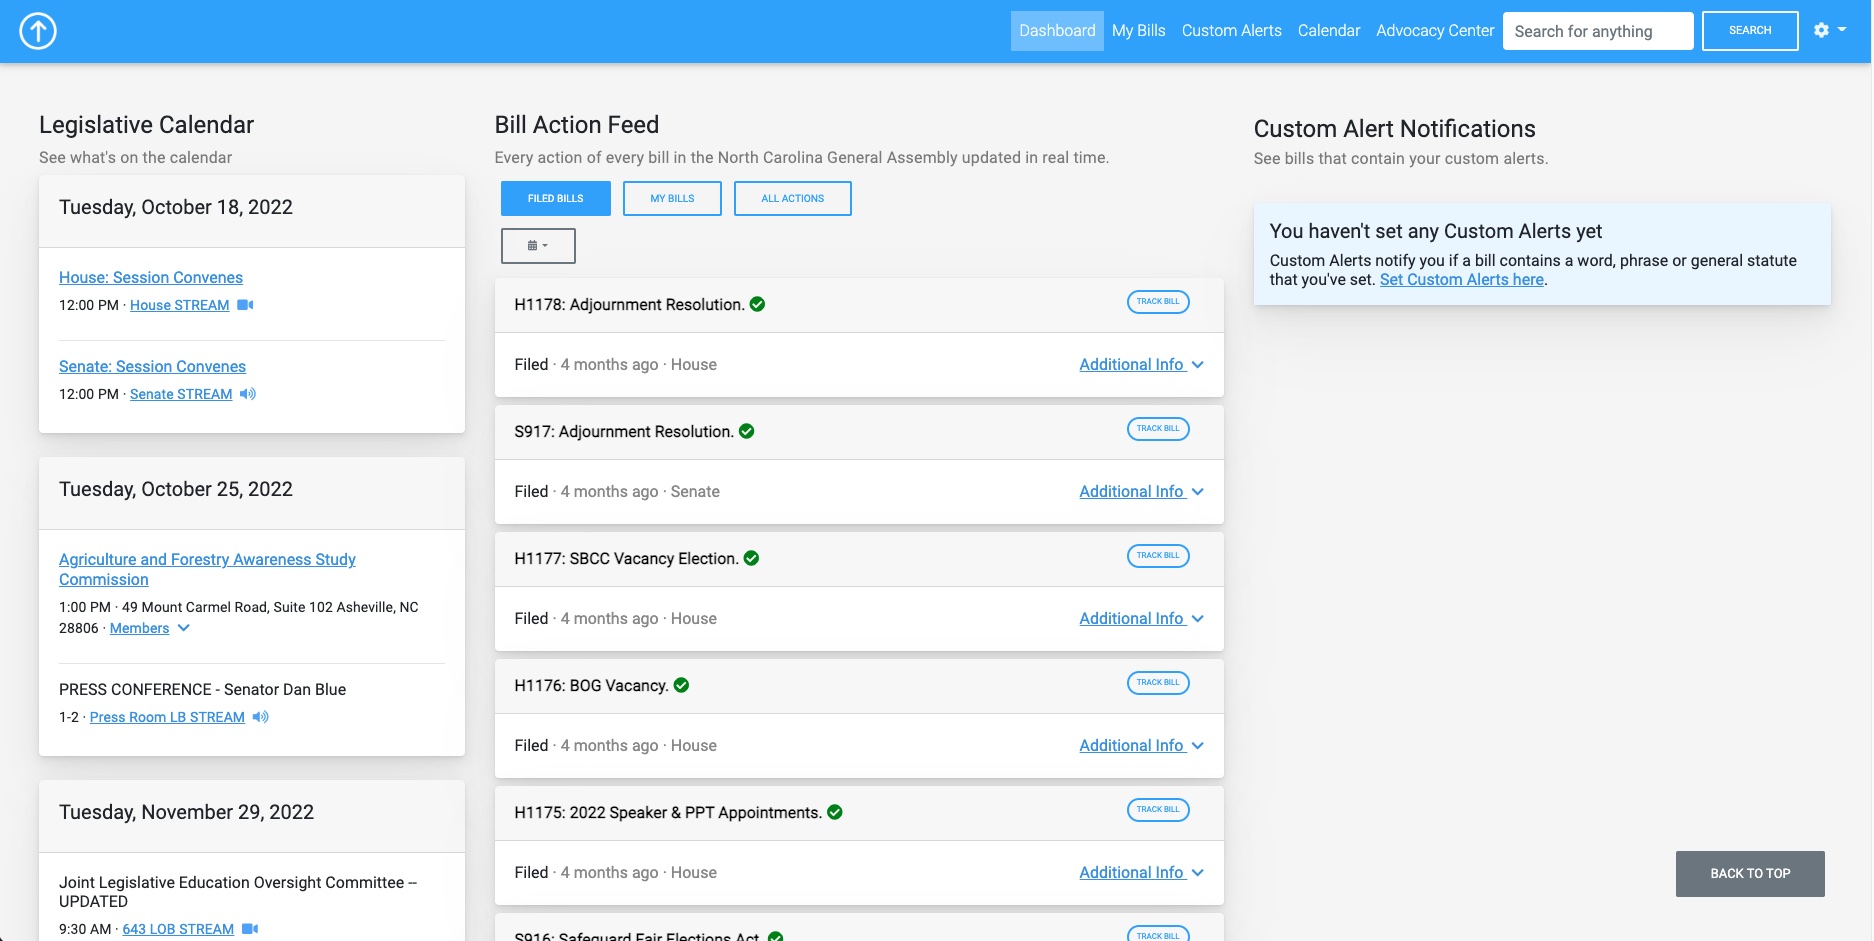 Dashboard My Bills Custom Alerts Calendar Advocacy Center Search for anything SEARCH
Legislative Calendar
See what's on the calendar
Tuesday, October 18, 2022
House: Session Convenes
12:00 PM · House STREAM
Senate: Session Convenes
12:00 PM · Senate STREAM
Tuesday, October 25, 2022
Agriculture and Forestry Awareness Study
Commission
1:00 PM · 49 Mount Carmel Road, Suite 102 Asheville, NC
28806 · Members
PRESS CONFERENCE - Senator Dan Blue
1-2 · Press Room LB STREAM
Tuesday, November 29, 2022
Joint Legislative Education Oversight Committee --
UPDATED
9:30 AM · 643 LOB STREAM
Bill Action Feed
Every action of every bill in the North Carolina General Assembly updated in real time.
FILED BILLS MY BILLS ALL ACTIONS
H1178: Adjournment Resolution. TRACK BILL
Filed · 4 months ago · House Additional Info
S917: Adjournment Resolution. TRACK BILL
Filed · 4 months ago · Senate Additional Info
H1177: SBCC Vacancy Election. TRACK BILL
Filed · 4 months ago · House Additional Info
H1176: BOG Vacancy. TRACK BILL
Filed · 4 months ago · House Additional Info
H1175: 2022 Speaker & PPT Appointments. TRACK BILL
Filed · 4 months ago · House Additional Info
S916: Safeguard Fair Elections Act. TRACK BILL
Custom Alert Notifications
See bills that contain your custom alerts.
You haven't set any Custom Alerts yet
Custom Alerts notify you if a bill contains a word, phrase or general statute
that you've set. Set Custom Alerts here.
BACK TO TOP